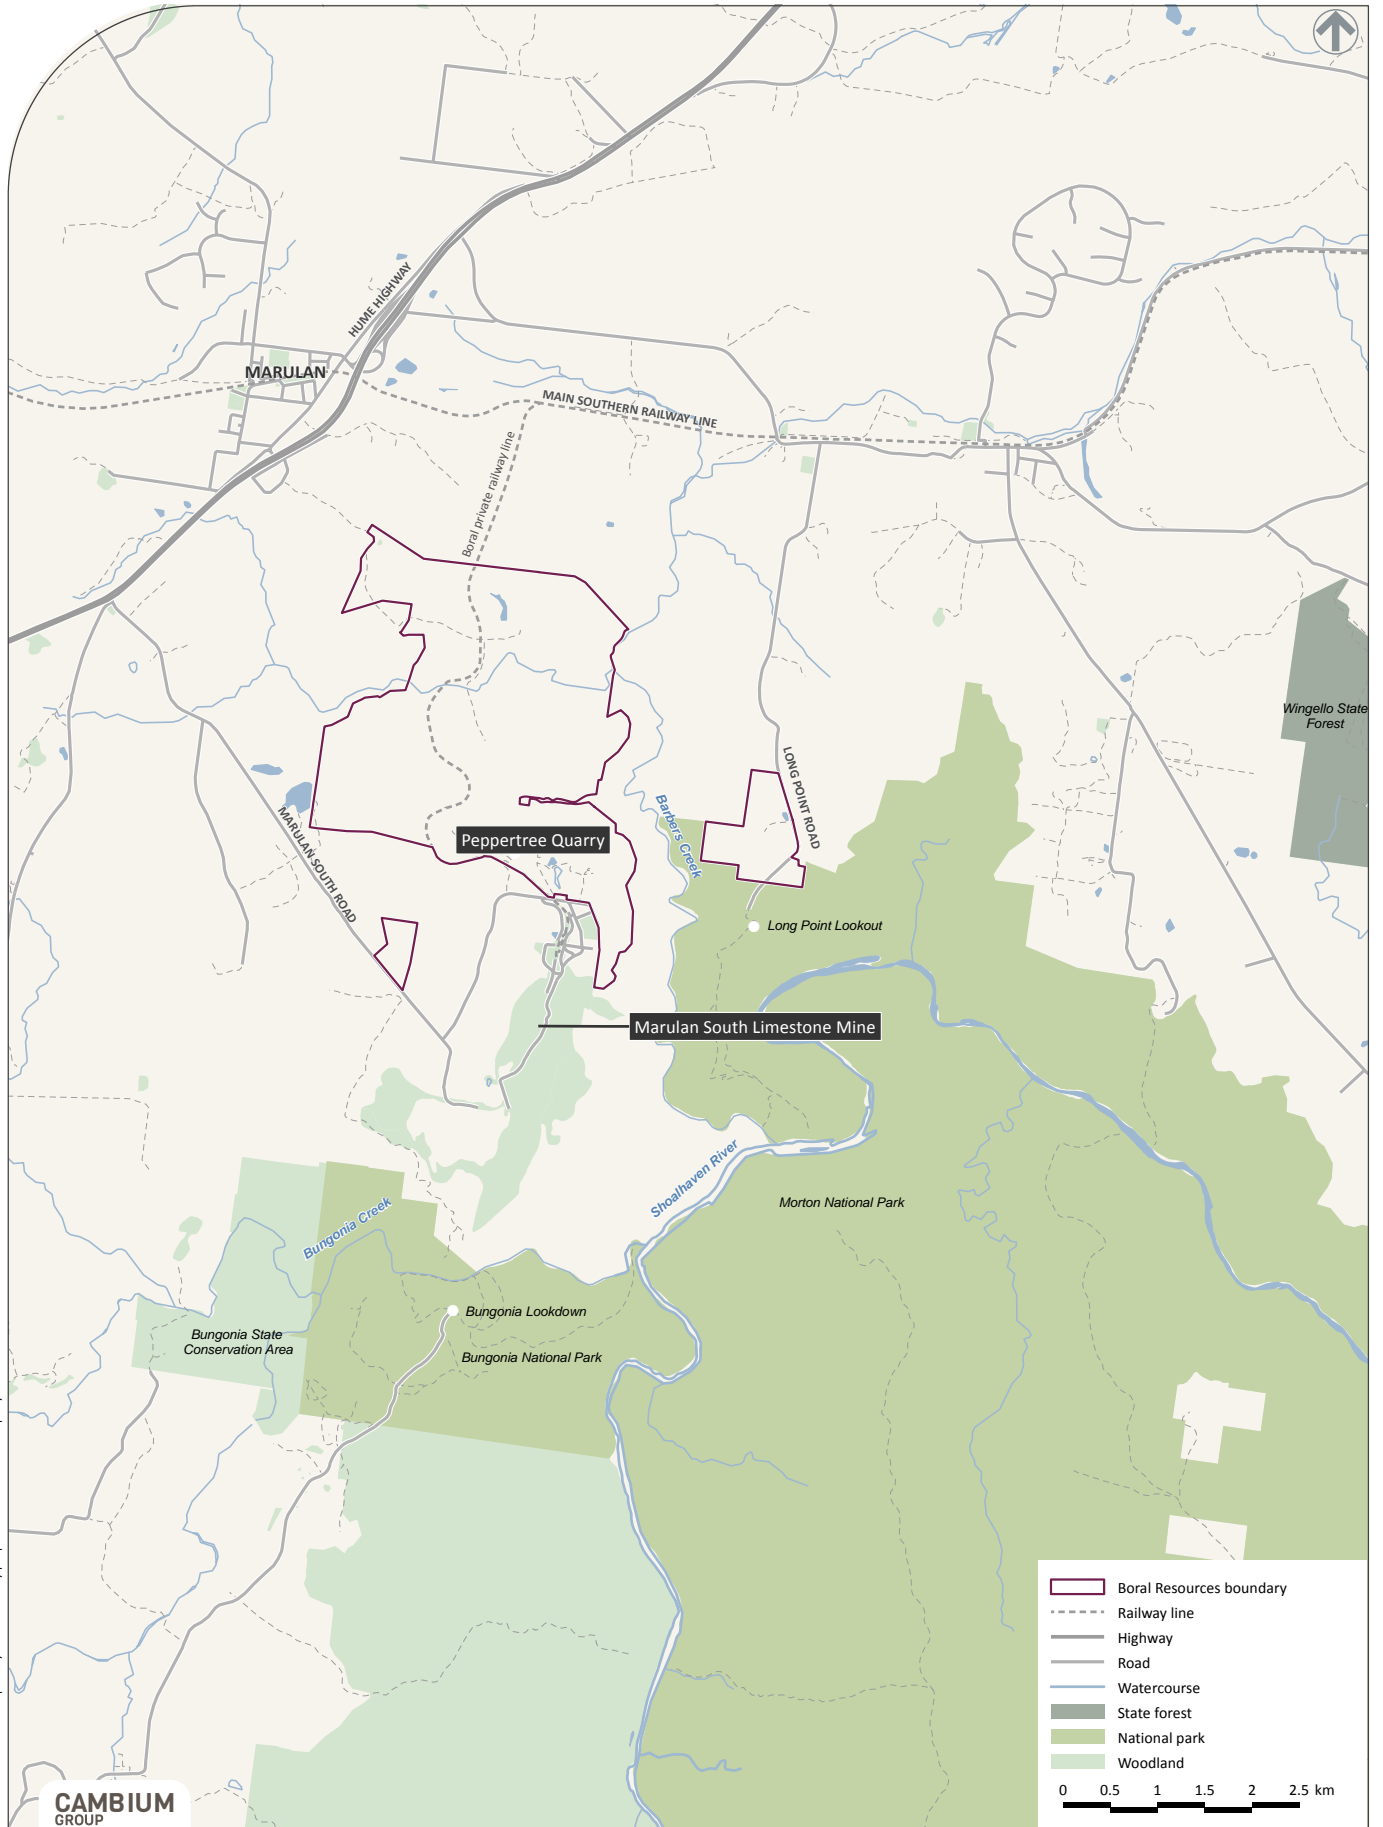 HUME HIGHWAY
MARULAN
MAIN SOUTHERN RAILWAY LINE
Boral private railway line
Wingello State
Forest
LONG POINT ROAD
Barbers Creek
MARULAN SOUTH ROAD
Peppertree Quarry
Long Point Lookout
Marulan South Limestone Mine
Shoalhaven River
Morton National Park
Bungonia Creek
Bungonia Lookdown
Bungonia State
Conservation Area
Bungonia National Park
Boral Resources boundary
Railway line
Highway
Road
Watercourse
State forest
National park
Woodland
0 0.5 1 1.5 2 2.5 km
CAMBIUM
GROUP